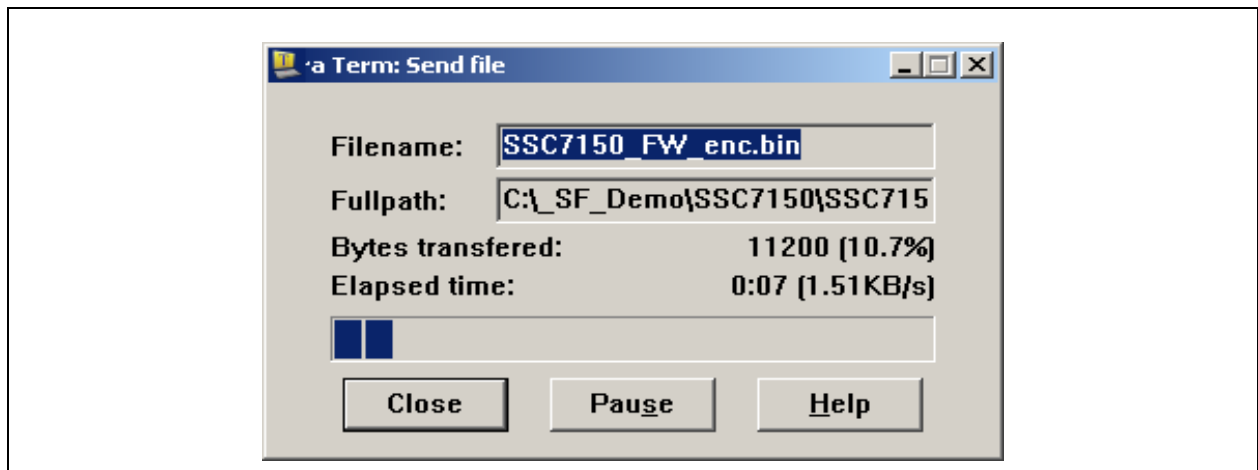 a Term: Send file
Filename: SSC7150_FW_enc.bin
Fullpath: C:\_SF_Demo\SSC7150\SSC715
Bytes transfered: 11200 (10.7%)
Elapsed time: 0:07 (1.51KB/s)
Close Pause Help